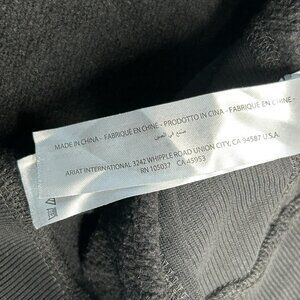 MADE IN CHINA - FABRIQUÉ EN CHINE - PRODOTTO IN CINA - FABRIQUÉ EN CHINE -
صنع في الصين
ARIAT INTERNATIONAL 3242 WHIPPLE ROAD UNION CITY, CA 94587 U.S.A.
RN 105037 CA 45953